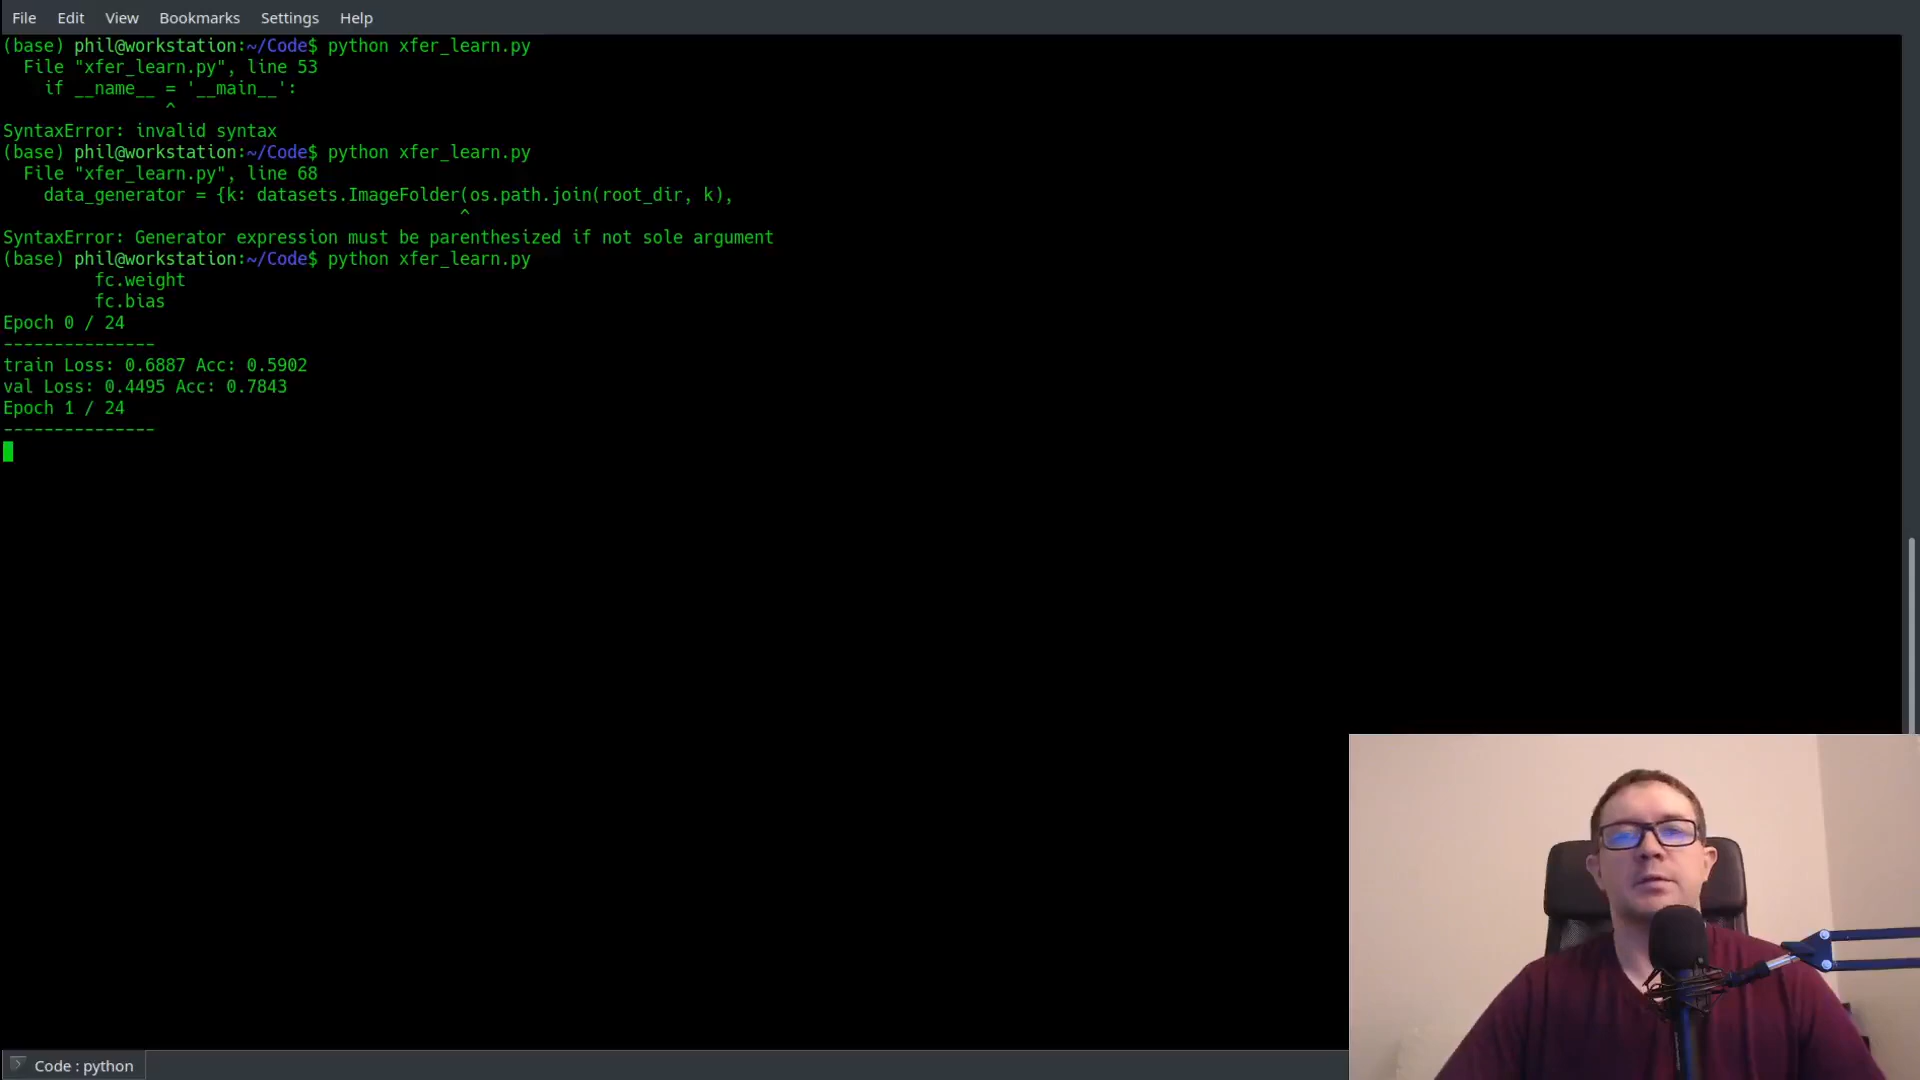 File Edit View Bookmarks Settings Help
(base) phil@workstation:~/Code$ python xfer_learn.py
  File "xfer_learn.py", line 53
    if __name__ = '__main__':
                ^
SyntaxError: invalid syntax
(base) phil@workstation:~/Code$ python xfer_learn.py
  File "xfer_learn.py", line 68
    data_generator = {k: datasets.ImageFolder(os.path.join(root_dir, k),
                                             ^
SyntaxError: Generator expression must be parenthesized if not sole argument
(base) phil@workstation:~/Code$ python xfer_learn.py
         fc.weight
         fc.bias
Epoch 0 / 24
---------------
train Loss: 0.6887 Acc: 0.5902
val Loss: 0.4495 Acc: 0.7843
Epoch 1 / 24
---------------
Code : python